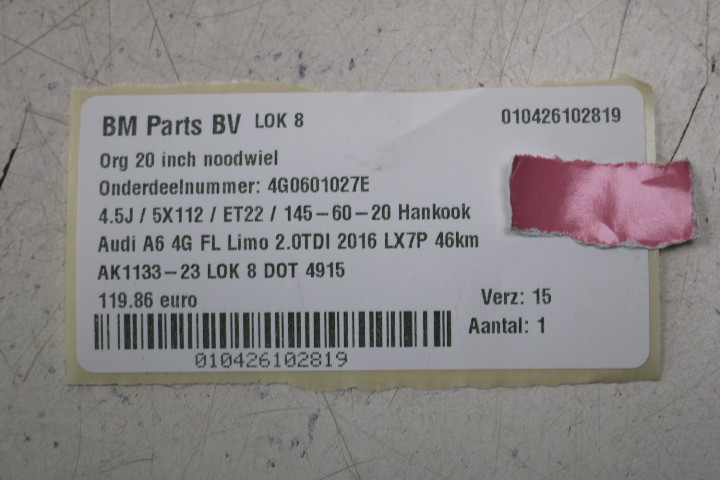 BM Parts BV LOK 8 010426102819
Org 20 inch noodwiel
Onderdeelnummer: 4G0601027E
4.5J / 5X112 / ET22 / 145-60-20 Hankook
Audi A6 4G FL Limo 2.0TDI 2016 LX7P 46km
AK1133-23 LOK 8 DOT 4915
119.86 euro Verz: 15
Aantal: 1
010426102819